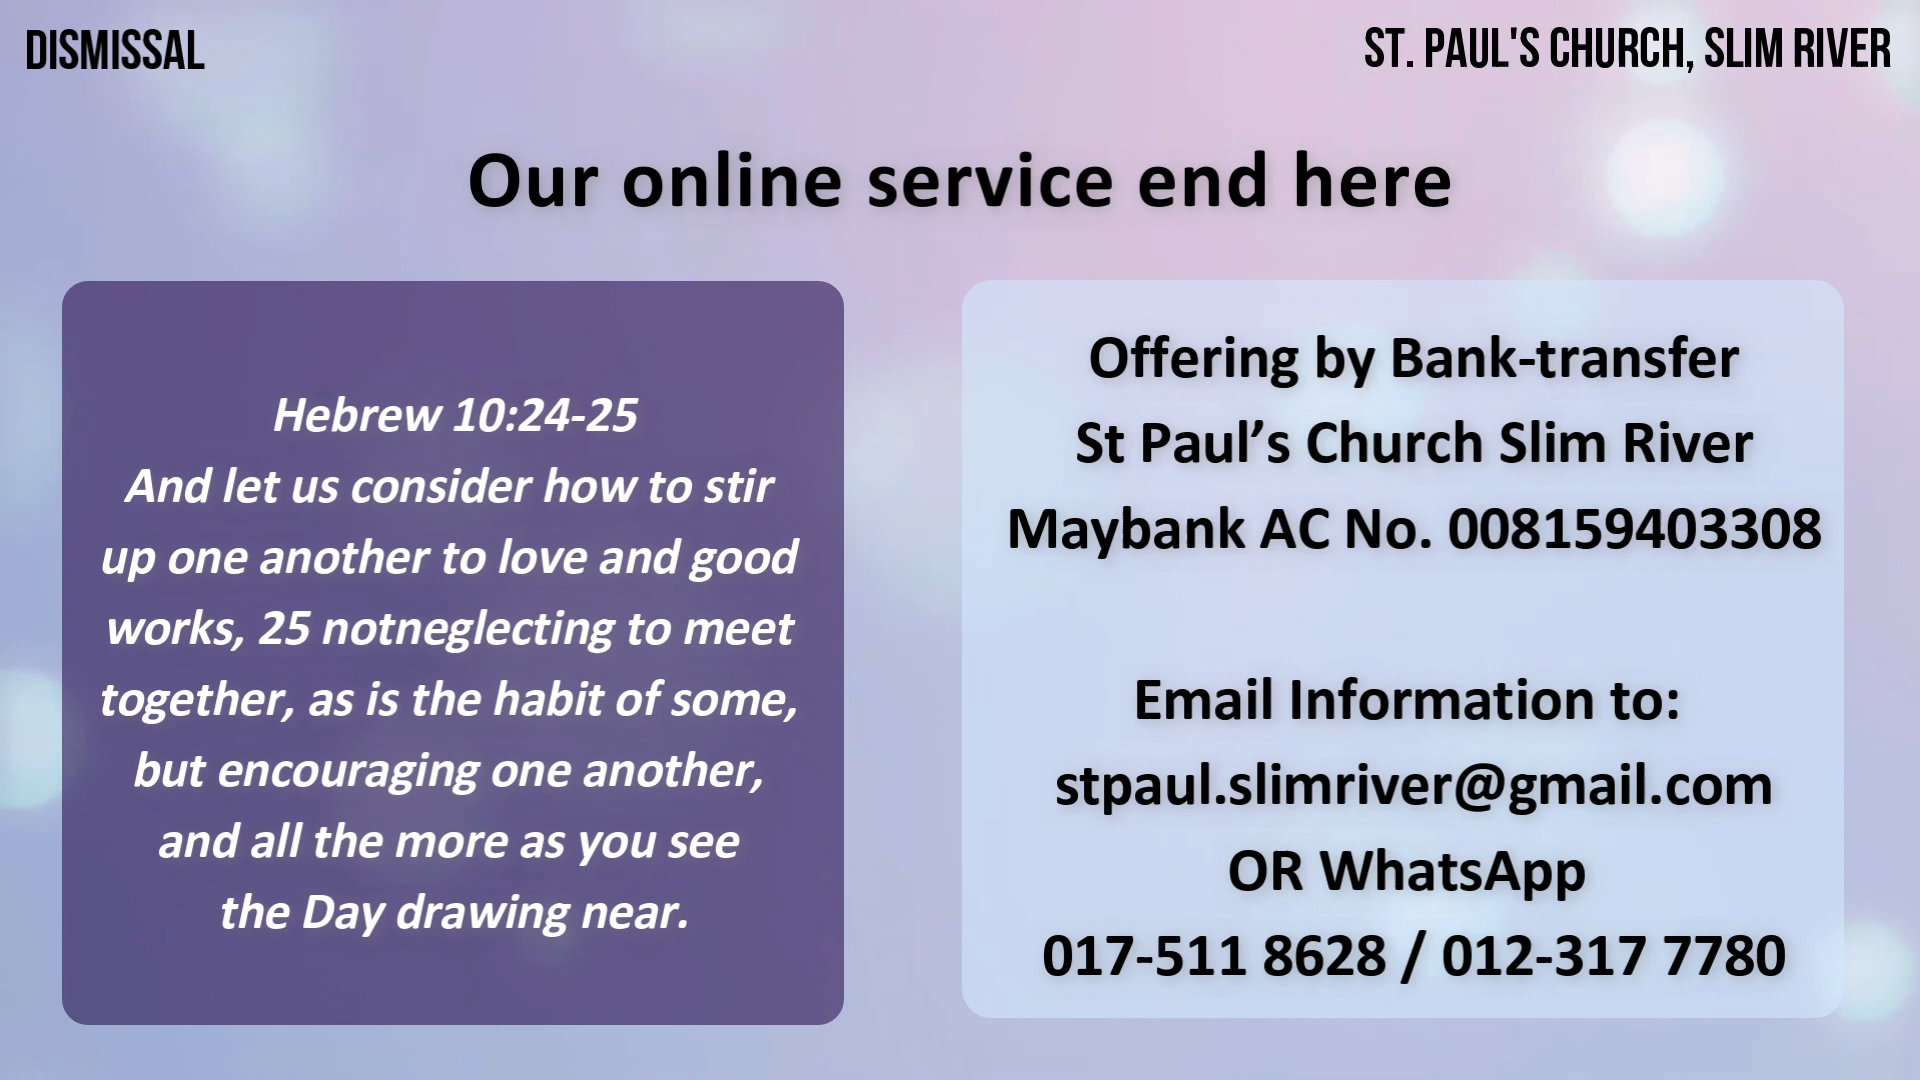 DISMISSAL
ST. PAUL'S CHURCH, SLIM RIVER
Our online service end here
Hebrew 10:24-25
And let us consider how to stir
up one another to love and good
works, 25 notneglecting to meet
together, as is the habit of some,
but encouraging one another,
and all the more as you see
the Day drawing near.
Offering by Bank-transfer
St Paul’s Church Slim River
Maybank AC No. 008159403308
Email Information to:
stpaul.slimriver@gmail.com
OR WhatsApp
017-511 8628 / 012-317 7780